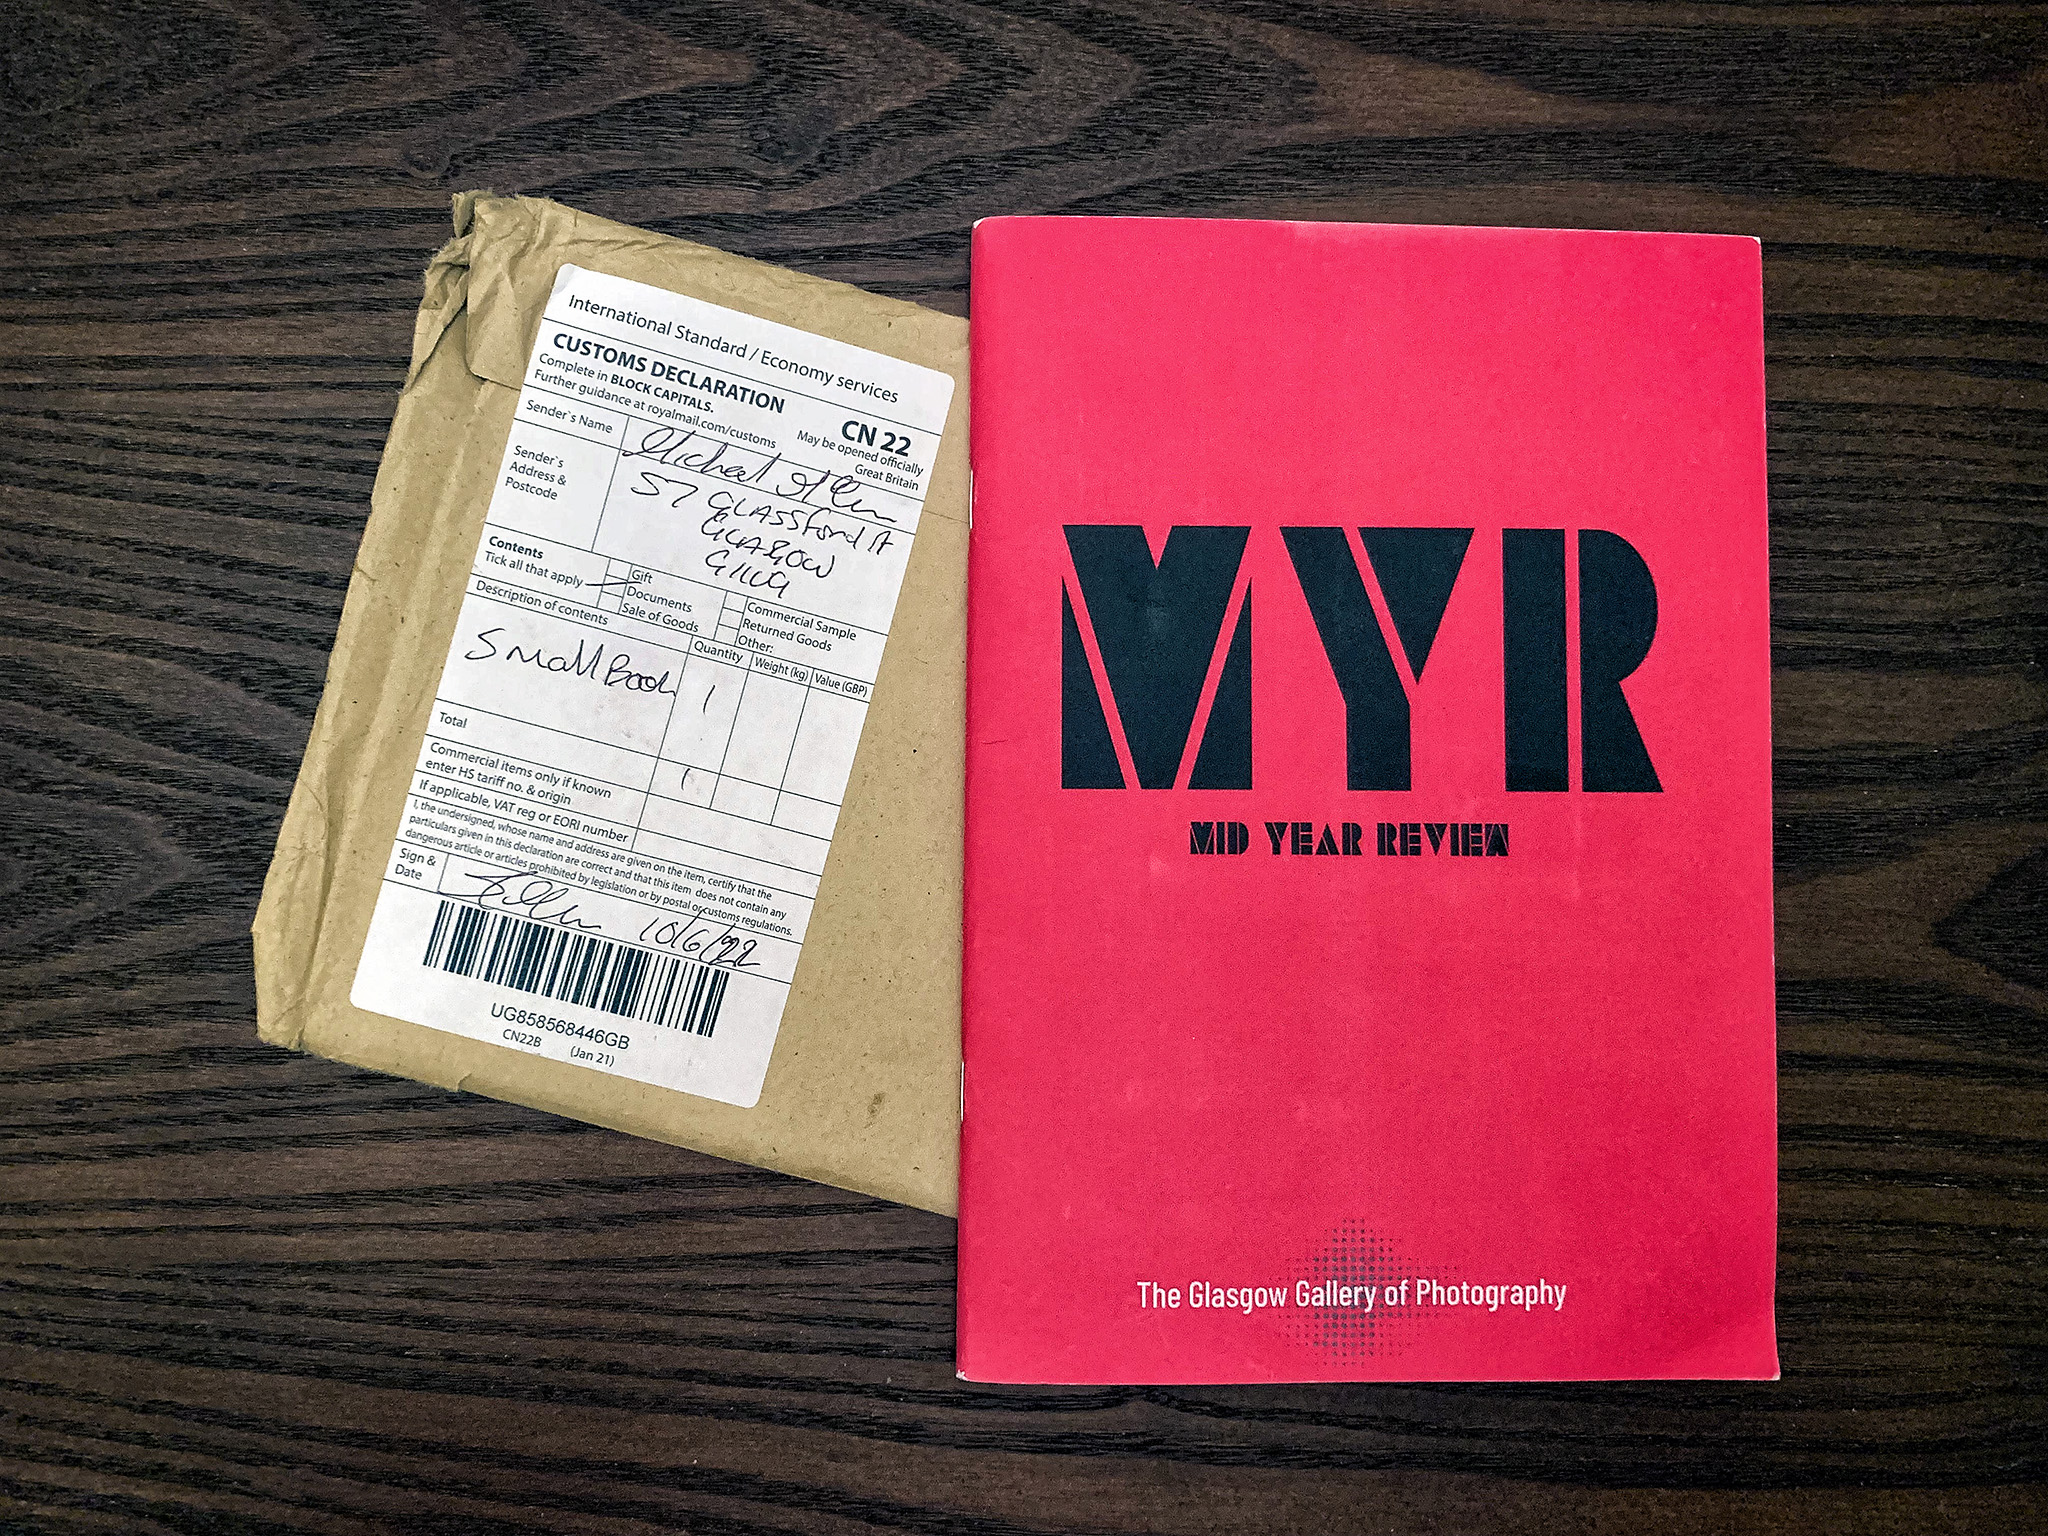 International Standard / Economy services
CUSTOMS DECLARATION
CN 22
Complete in BLOCK CAPITALS.
May be opened officially
Further guidance at royalmail.com/customs
Great Britain
Sender`s Name
Michael
Sender`s
Address &
Postcode
57 GLASSFord St
GLASGOW
G11UG
Contents
Tick all that apply
Gift
Documents
Sale of Goods
Commercial Sample
Returned Goods
Other:
Description of contents
Quantity
Weight (kg)
Value (GBP)
Small Book
1
Total
1
Commercial items only if known
enter HS tariff no. & origin
If applicable, VAT reg or EORI number
I, the undersigned, whose name and address are given on the item, certify that the
particulars given in this declaration are correct and that this item does not contain any
dangerous article or articles prohibited by legislation or by postal or customs regulations.
Sign &
Date
10/6/22
UG858568446GB
CN22B (Jan 21)
MYR
MID YEAR REVIEW
The Glasgow Gallery of Photography